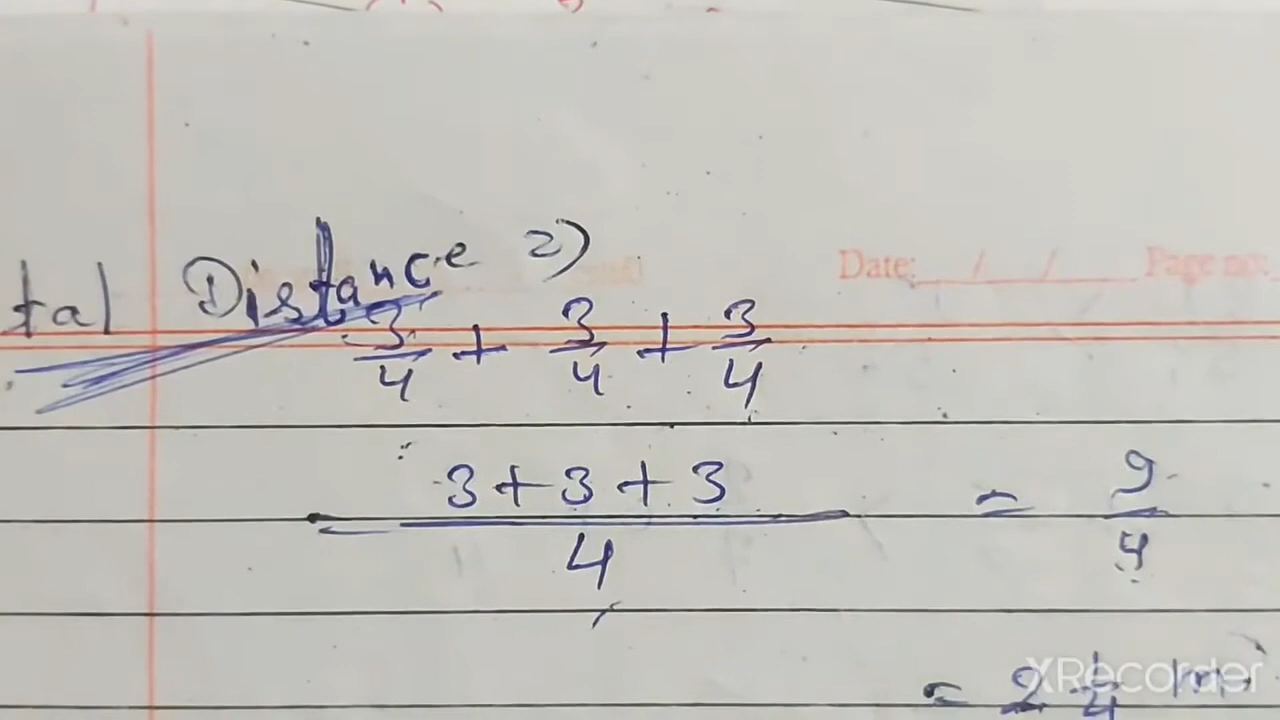 tal Distance 2)
Date: / / Page no.
3/4 + 3/4 + 3/4
= 3+3+3/4 = 9/4
= 2 1/4 m
XRecorder